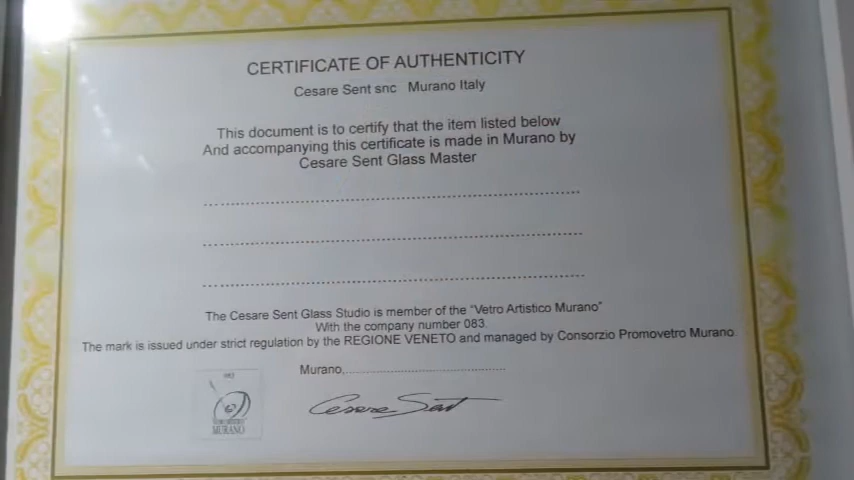 CERTIFICATE OF AUTHENTICITY
Cesare Sent snc Murano Italy
This document is to certify that the item listed below
And accompanying this certificate is made in Murano by
Cesare Sent Glass Master
The Cesare Sent Glass Studio is member of the "Vetro Artistico Murano"
With the company number 083.
The mark is issued under strict regulation by the REGIONE VENETO and managed by Consorzio Promovetro Murano.
Murano,
Cesare Sent
083
MURANO